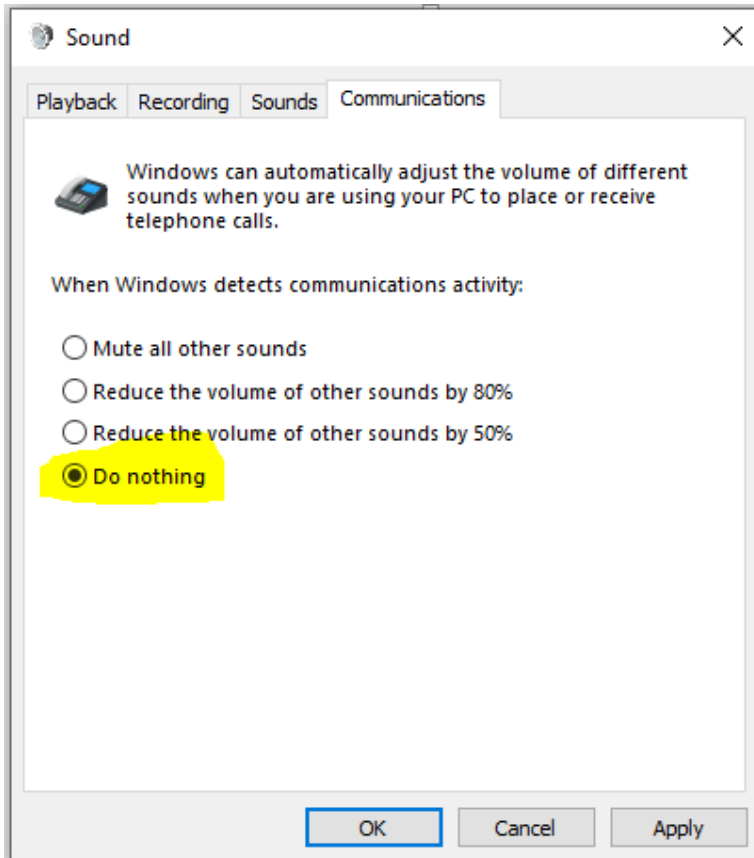 Sound
Playback Recording Sounds Communications
Windows can automatically adjust the volume of different
sounds when you are using your PC to place or receive
telephone calls.
When Windows detects communications activity:
Mute all other sounds
Reduce the volume of other sounds by 80%
Reduce the volume of other sounds by 50%
Do nothing
OK Cancel Apply